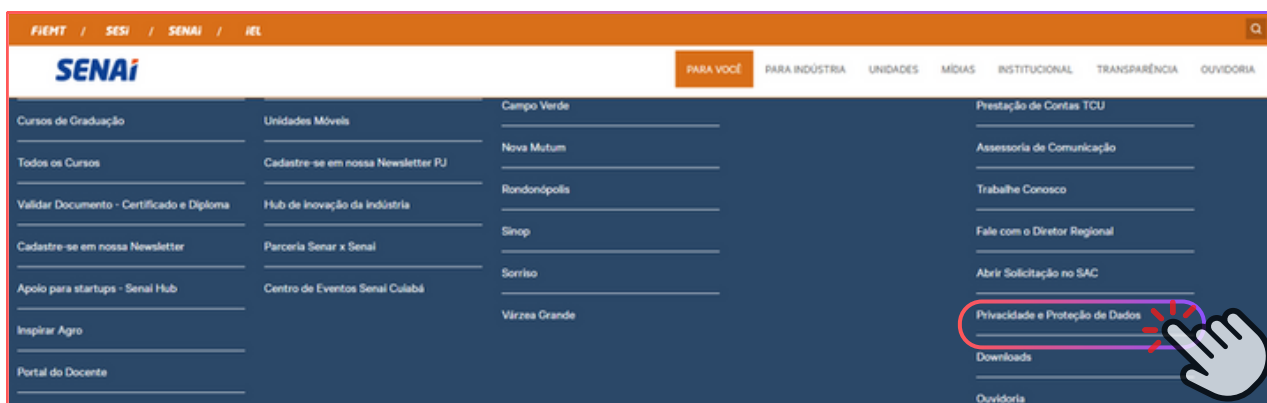 FiEMT / SESi / SENAi / iEL
SENAi
PARA VOCÊ PARA INDÚSTRIA UNIDADES MÍDIAS INSTITUCIONAL TRANSPARÊNCIA OUVIDORIA
Cursos de Graduação
Todos os Cursos
Validar Documento - Certificado e Diploma
Cadastre-se em nossa Newsletter
Apoio para startups - Senai Hub
Inspirar Agro
Portal do Docente
Unidades Móveis
Cadastre-se em nossa Newsletter PJ
Hub de inovação da indústria
Parceria Senar x Senai
Centro de Eventos Senai Cuiabá
Campo Verde
Nova Mutum
Rondonópolis
Sinop
Sorriso
Várzea Grande
Prestação de Contas TCU
Assessoria de Comunicação
Trabalhe Conosco
Fale com o Diretor Regional
Abrir Solicitação no SAC
Privacidade e Proteção de Dados
Downloads
Ouvidoria